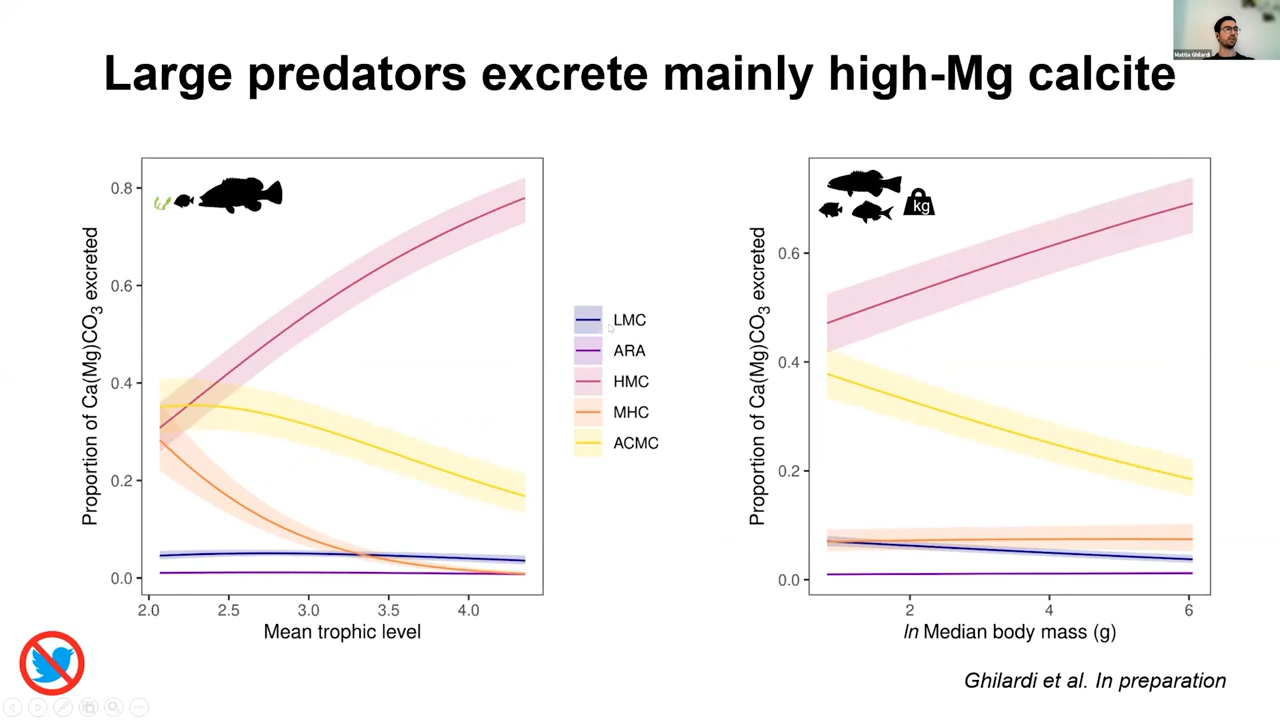 Mattia Ghilardi
Large predators excrete mainly high-Mg calcite
Proportion of Ca(Mg)CO3 excreted
0.8
0.6
0.4
0.2
0.0
2.0
2.5
3.0
3.5
4.0
Mean trophic level
LMC
ARA
HMC
MHC
ACMC
kg
Proportion of Ca(Mg)CO3 excreted
0.6
0.4
0.2
0.0
2
4
6
ln Median body mass (g)
Ghilardi et al. In preparation